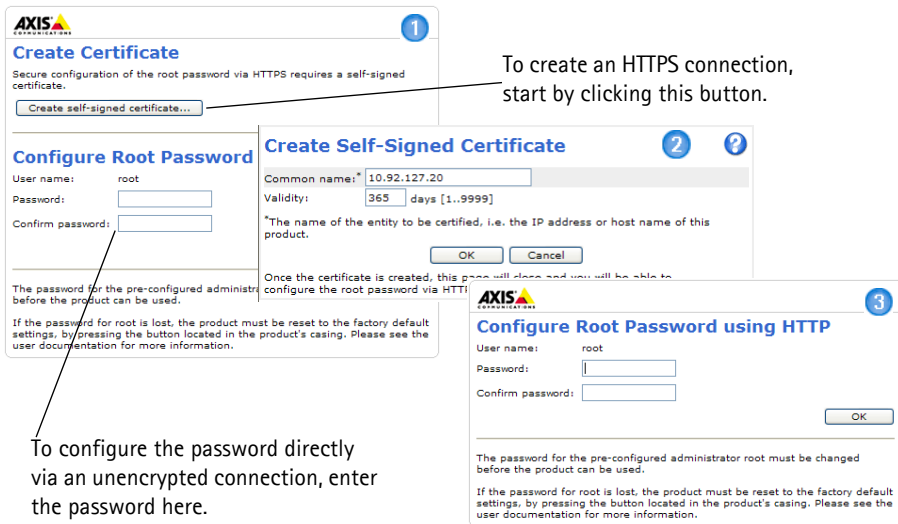 AXIS
COMMUNICATIONS
1
Create Certificate
Secure configuration of the root password via HTTPS requires a self-signed
certificate.
Create self-signed certificate...
To create an HTTPS connection,
start by clicking this button.
Configure Root Password
User name: root
Password:
Confirm password:
The password for the pre-configured administra
before the product can be used.
If the password for root is lost, the product must be reset to the factory default
settings, by pressing the button located in the product's casing. Please see the
user documentation for more information.
Create Self-Signed Certificate
2
?
Common name:* 10.92.127.20
Validity: 365 days [1..9999]
*The name of the entity to be certified, i.e. the IP address or host name of this
product.
OK Cancel
Once the certificate is created, this page will close and you will be able to
configure the root password via HTTP
AXIS
COMMUNICATIONS
3
Configure Root Password using HTTP
User name: root
Password:
Confirm password:
OK
The password for the pre-configured administrator root must be changed
before the product can be used.
If the password for root is lost, the product must be reset to the factory default
settings, by pressing the button located in the product's casing. Please see the
user documentation for more information.
To configure the password directly
via an unencrypted connection, enter
the password here.